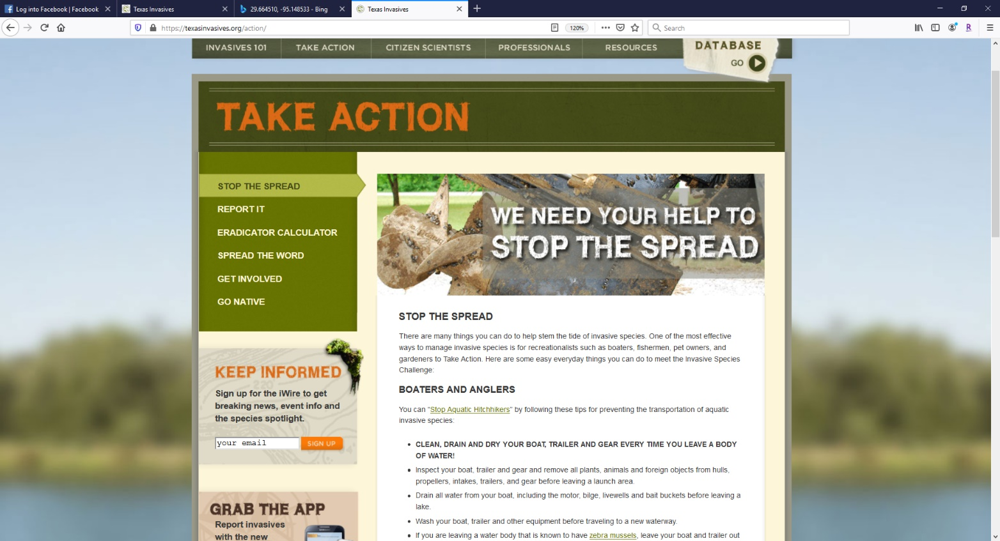 Log into Facebook | Facebook
Texas Invasives
29.664510, -95.148533 - Bing
Texas Invasives
https://texasinvasives.org/action/
120%
Search
INVASIVES 101
TAKE ACTION
CITIZEN SCIENTISTS
PROFESSIONALS
RESOURCES
DATABASE
GO
TAKE ACTION
STOP THE SPREAD
REPORT IT
ERADICATOR CALCULATOR
SPREAD THE WORD
GET INVOLVED
GO NATIVE
KEEP INFORMED
Sign up for the iWire to get
breaking news, event info and
the species spotlight.
your email
SIGN UP
GRAB THE APP
Report invasives
with the new
WE NEED YOUR HELP TO
STOP THE SPREAD
STOP THE SPREAD
There are many things you can do to help stem the tide of invasive species. One of the most effective
ways to manage invasive species is for recreationalists such as boaters, fishermen, pet owners, and
gardeners to Take Action. Here are some easy everyday things you can do to meet the Invasive Species
Challenge:
BOATERS AND ANGLERS
You can “Stop Aquatic Hitchhikers” by following these tips for preventing the transportation of aquatic
invasive species:
• CLEAN, DRAIN AND DRY YOUR BOAT, TRAILER AND GEAR EVERY TIME YOU LEAVE A BODY
OF WATER!
• Inspect your boat, trailer and gear and remove all plants, animals and foreign objects from hulls,
propellers, intakes, trailers, and gear before leaving a launch area.
• Drain all water from your boat, including the motor, bilge, livewells and bait buckets before leaving a
lake.
• Wash your boat, trailer and other equipment before traveling to a new waterway.
• If you are leaving a water body that is known to have zebra mussels, leave your boat and trailer out